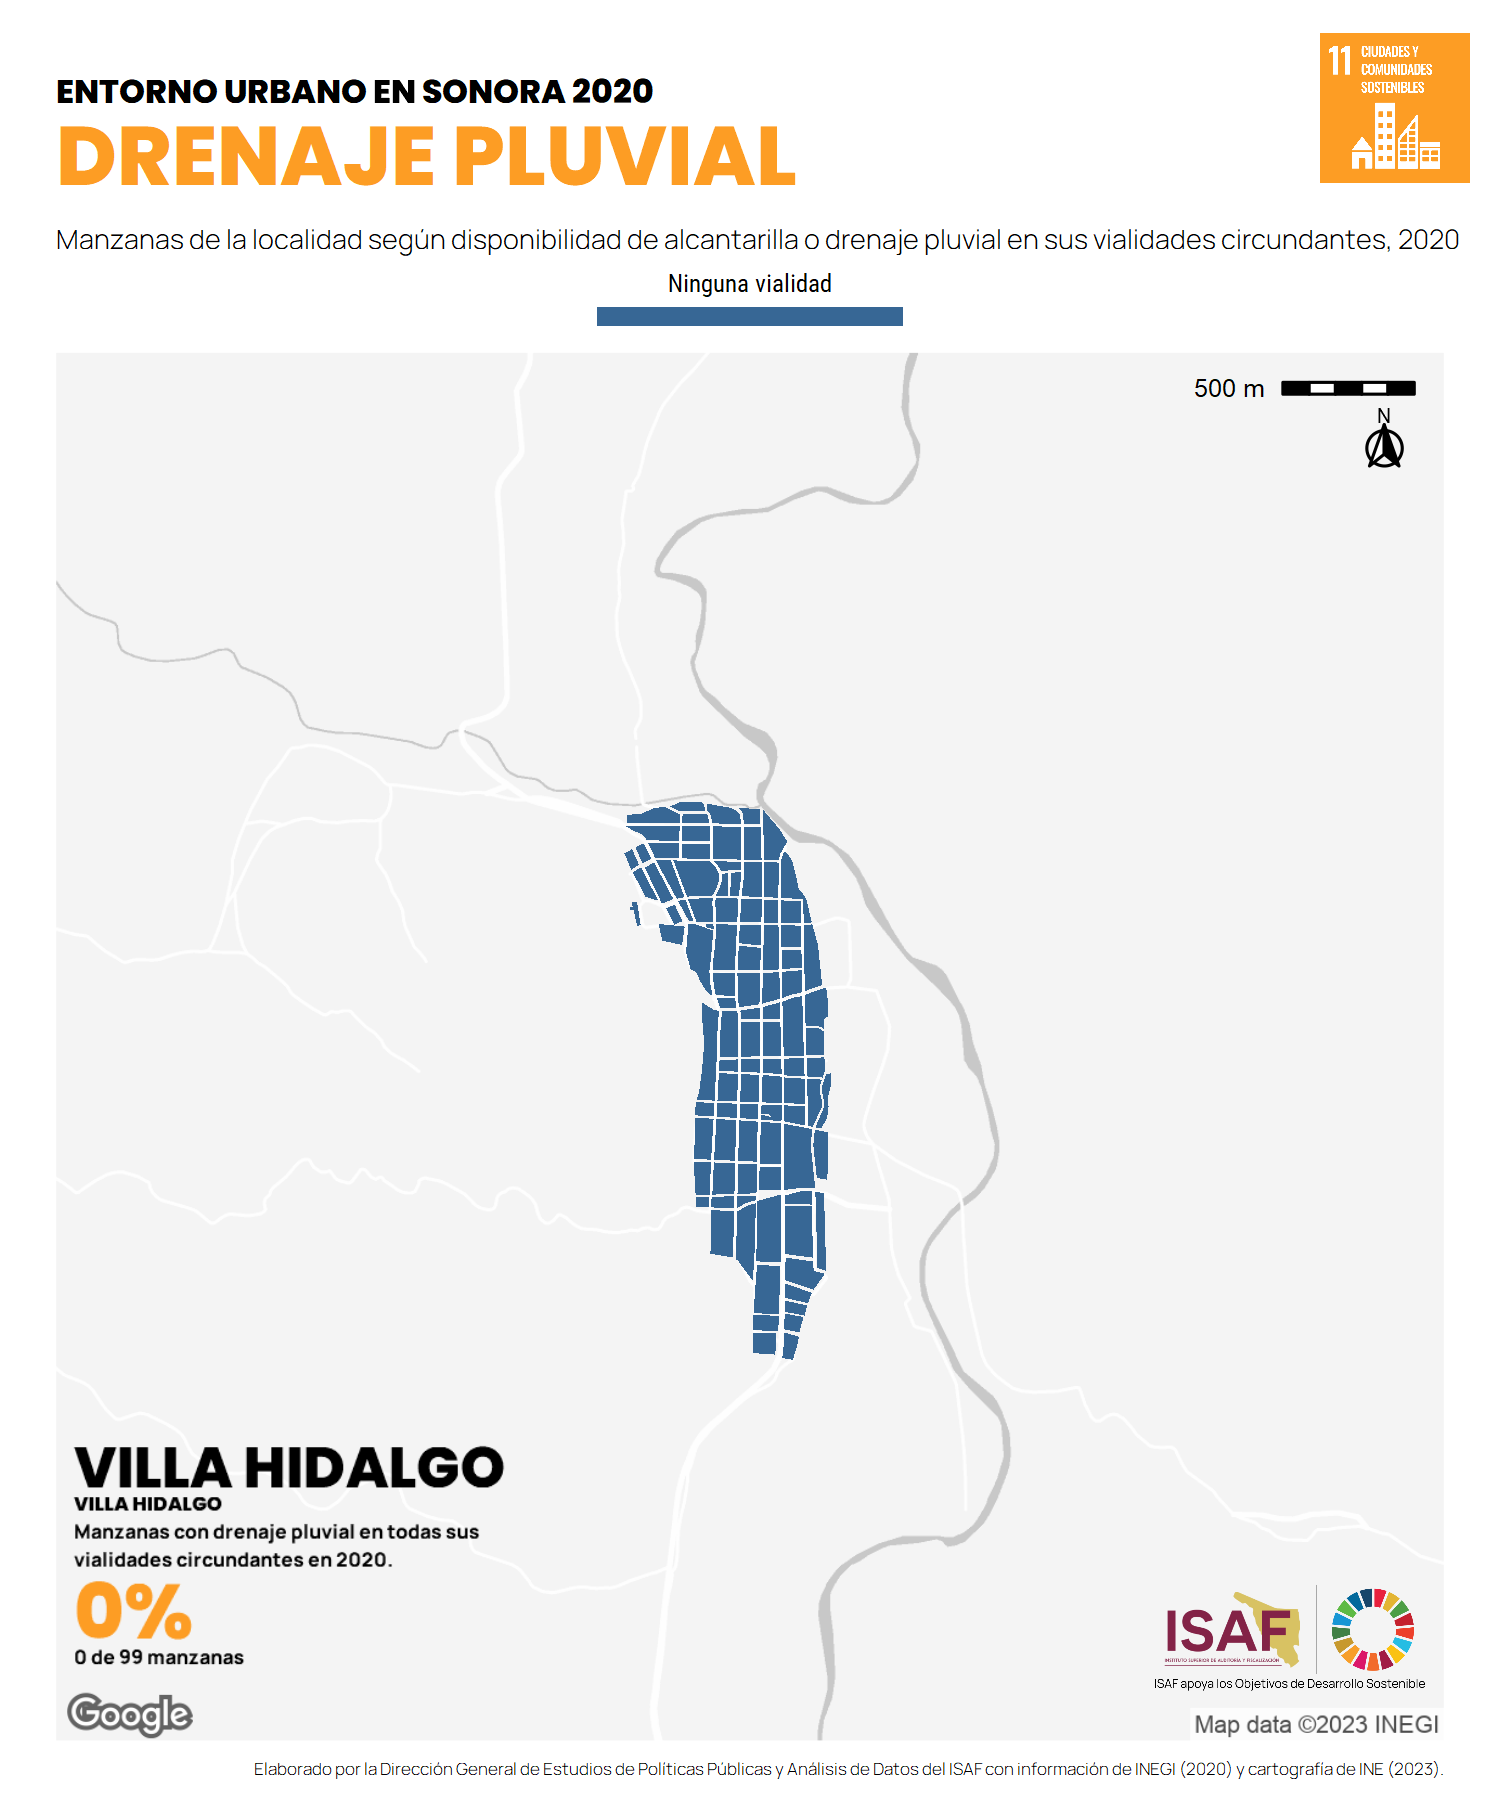 ENTORNO URBANO EN SONORA 2020
DRENAJE PLUVIAL
11 CIUDADES Y
COMUNIDADES
SOSTENIBLES
Manzanas de la localidad según disponibilidad de alcantarilla o drenaje pluvial en sus vialidades circundantes, 2020
Ninguna vialidad
500 m
N
VILLA HIDALGO
VILLA HIDALGO
Manzanas con drenaje pluvial en todas sus
vialidades circundantes en 2020.
0%
0 de 99 manzanas
Google
ISAF
INSTITUTO SUPERIOR DE AUDITORÍA Y FISCALIZACIÓN
ISAF apoya los Objetivos de Desarrollo Sostenible
Map data ©2023 INEGI
Elaborado por la Dirección General de Estudios de Políticas Públicas y Análisis de Datos del ISAF con información de INEGI (2020) y cartografía de INE (2023).